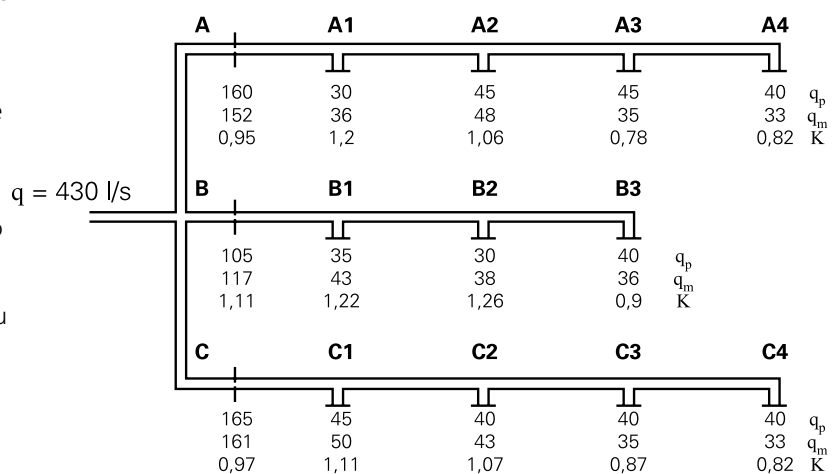 A A1 A2 A3 A4
160 30 45 45 40 qp
152 36 48 35 33 qm
0,95 1,2 1,06 0,78 0,82 K
q = 430 l/s
B B1 B2 B3
105 35 30 40 qp
117 43 38 36 qm
1,11 1,22 1,26 0,9 K
C C1 C2 C3 C4
165 45 40 40 40 qp
161 50 43 35 33 qm
0,97 1,11 1,07 0,87 0,82 K